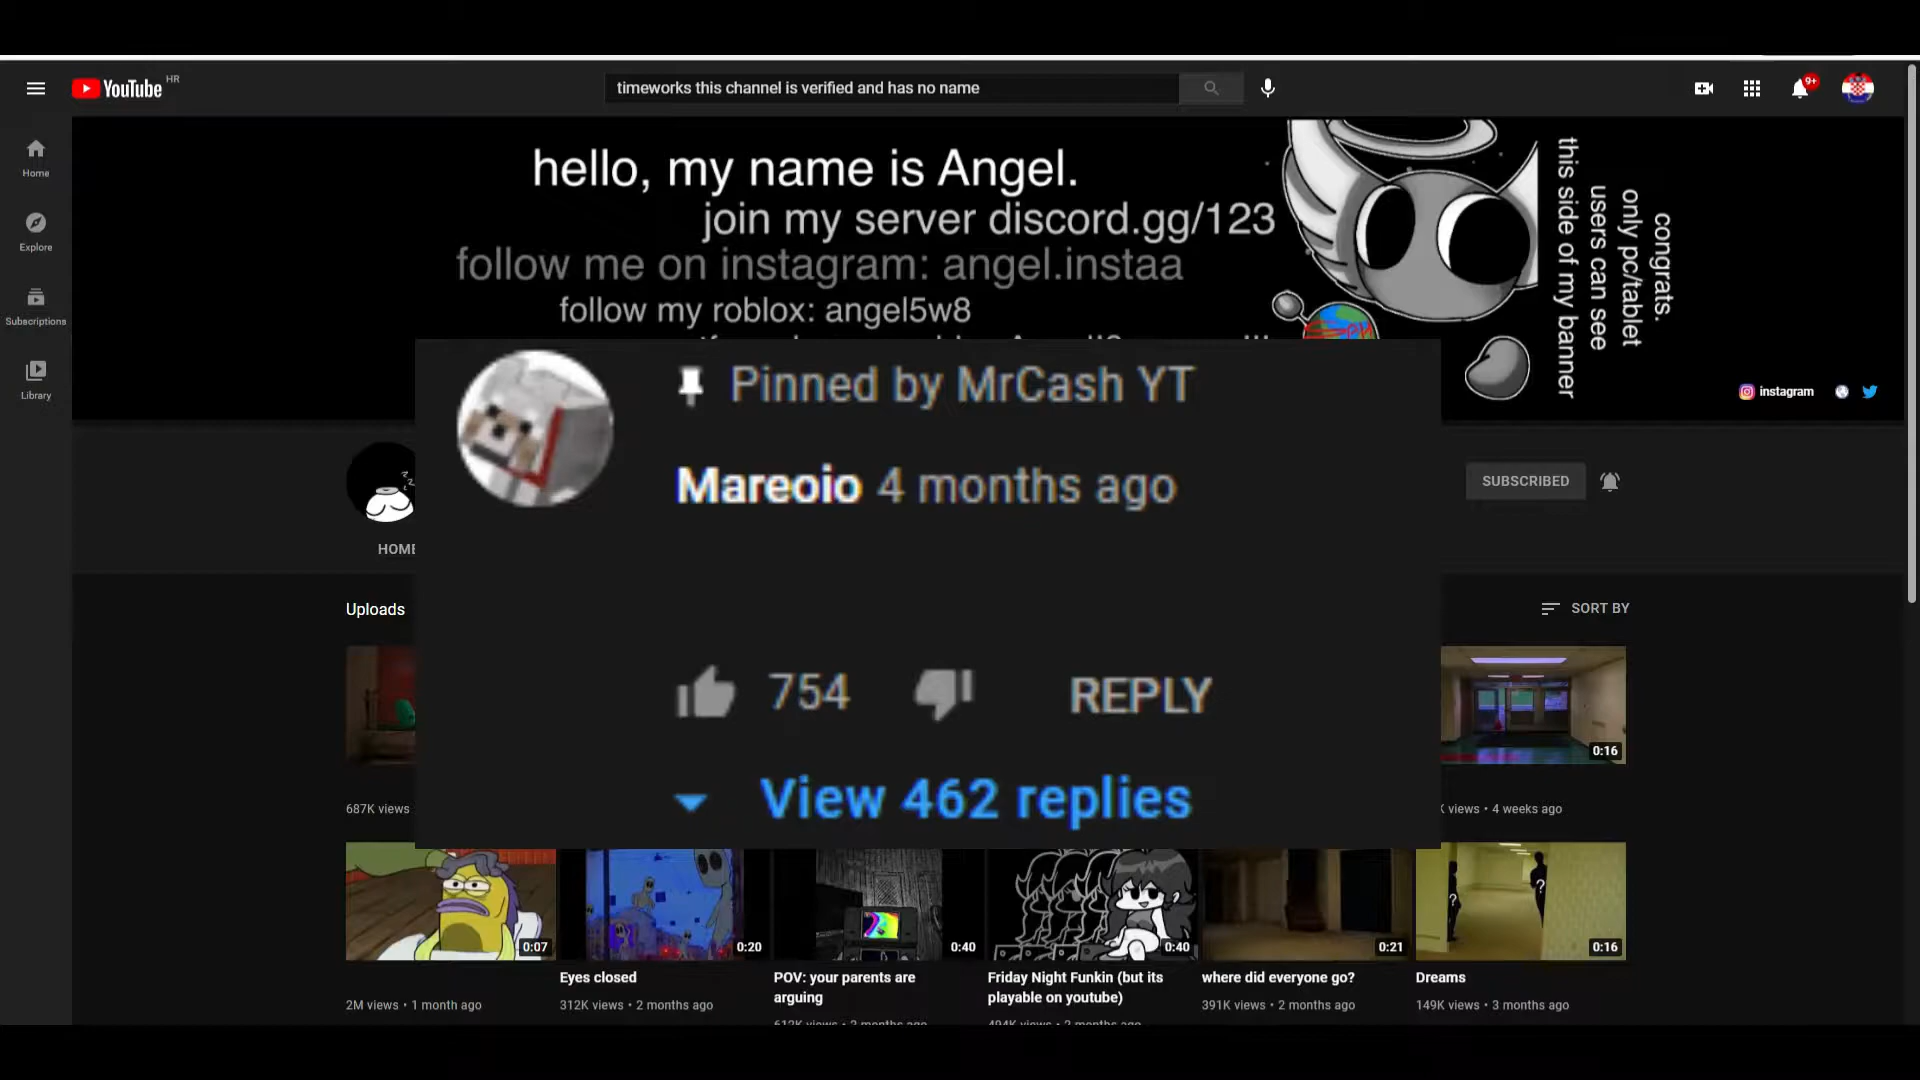 YouTube HR
timeworks this channel is verified and has no name
9+
Home
Explore
Subscriptions
Library
hello, my name is Angel.
join my server discord.gg/123
follow me on instagram: angel.instaa
follow my roblox: angel5w8
congrats.
only pc/tablet
users can see
this side of my banner
instagram
Pinned by MrCash YT
Mareoio 4 months ago
754 REPLY
View 462 replies
SUBSCRIBED
HOME
Uploads
SORT BY
0:16
687K views
views • 4 weeks ago
0:07
0:20
0:40
0:40
0:21
0:16
2M views • 1 month ago
Eyes closed
312K views • 2 months ago
POV: your parents are
arguing
Friday Night Funkin (but its
playable on youtube)
where did everyone go?
391K views • 2 months ago
Dreams
149K views • 3 months ago